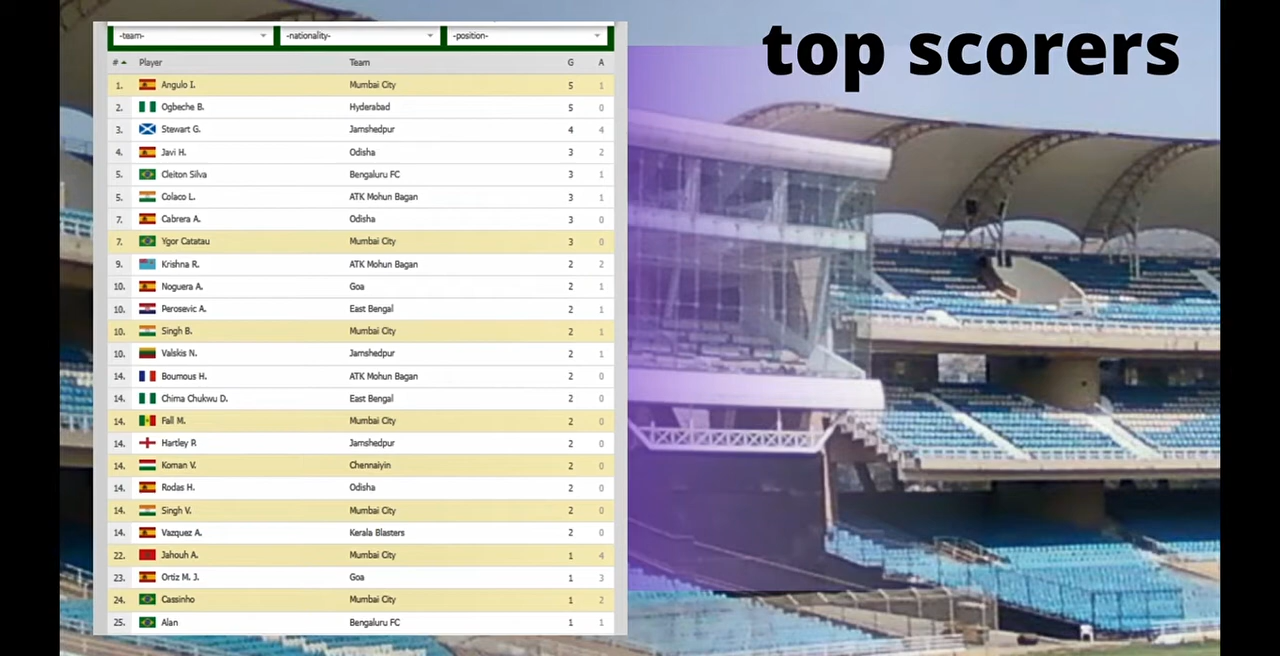 top scorers
-team- -nationality- -position-
# Player Team G A
1. Angulo I. Mumbai City 5 1
2. Ogbeche B. Hyderabad 5 0
3. Stewart G. Jamshedpur 4 4
4. Javi H. Odisha 3 2
5. Cleiton Silva Bengaluru FC 3 1
5. Colaco L. ATK Mohun Bagan 3 1
7. Cabrera A. Odisha 3 0
7. Ygor Catatau Mumbai City 3 0
9. Krishna R. ATK Mohun Bagan 2 2
10. Noguera A. Goa 2 1
10. Perosevic A. East Bengal 2 1
10. Singh B. Mumbai City 2 1
10. Valskis N. Jamshedpur 2 1
14. Boumous H. ATK Mohun Bagan 2 0
14. Chima Chukwu D. East Bengal 2 0
14. Fall M. Mumbai City 2 0
14. Hartley P. Jamshedpur 2 0
14. Koman V. Chennaiyin 2 0
14. Rodas H. Odisha 2 0
14. Singh V. Mumbai City 2 0
14. Vazquez A. Kerala Blasters 2 0
22. Jahouh A. Mumbai City 1 4
23. Ortiz M. J. Goa 1 3
24. Cassinho Mumbai City 1 2
25. Alan Bengaluru FC 1 1